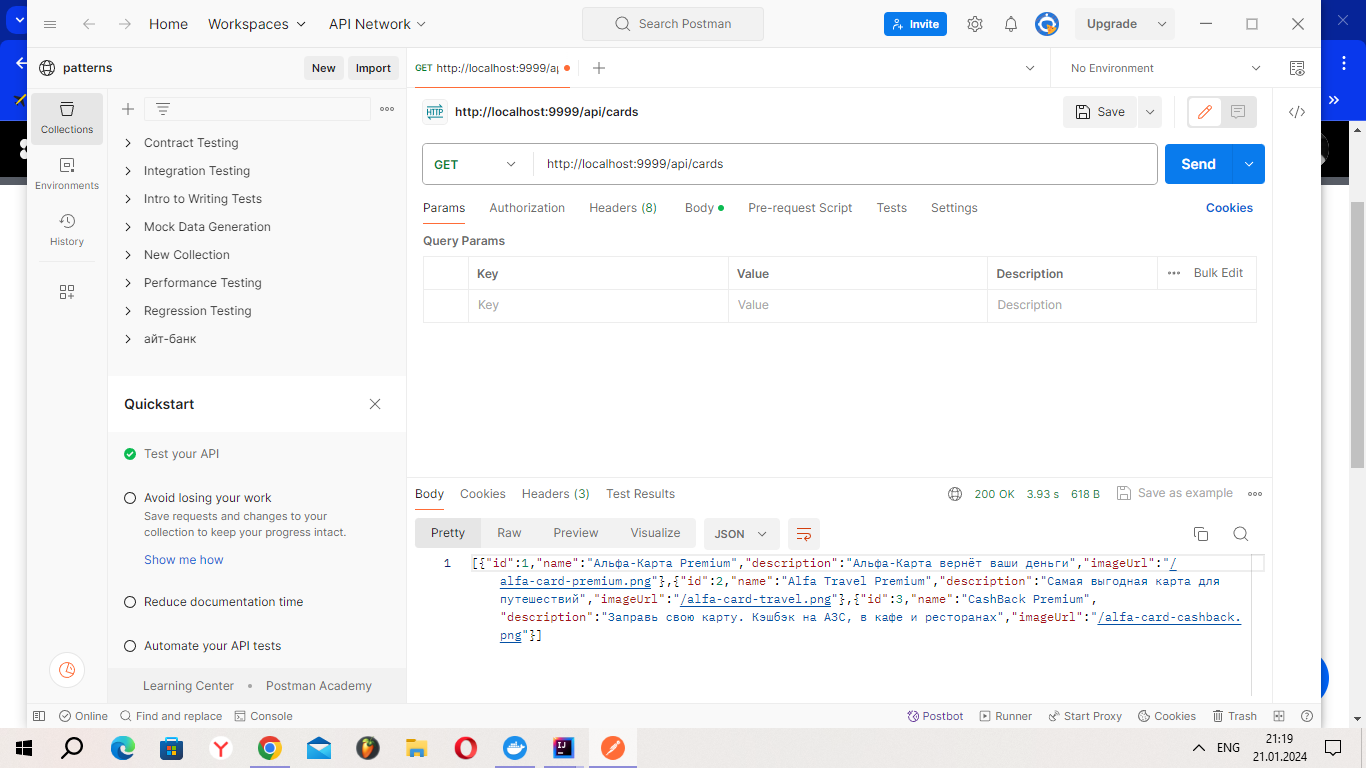 Home
Workspaces
API Network
Search Postman
Invite
Upgrade
patterns
New
Import
GET http://localhost:9999/a
No Environment
Collections
Environments
History
Contract Testing
Integration Testing
Intro to Writing Tests
Mock Data Generation
New Collection
Performance Testing
Regression Testing
айт-банк
Quickstart
Test your API
Avoid losing your work
Save requests and changes to your
collection to keep your progress intact.
Show me how
Reduce documentation time
Automate your API tests
Learning Center • Postman Academy
HTTP
http://localhost:9999/api/cards
Save
GET
http://localhost:9999/api/cards
Send
Params
Authorization
Headers (8)
Body
Pre-request Script
Tests
Settings
Cookies
Query Params
Key
Value
Description
Bulk Edit
Key
Value
Description
Body
Cookies
Headers (3)
Test Results
200 OK
3.93 s
618 B
Save as example
Pretty
Raw
Preview
Visualize
JSON
1
[{"id":1,"name":"Альфа-Карта Premium","description":"Альфа-Карта вернёт ваши деньги","imageUrl":"/
alfa-card-premium.png"},{"id":2,"name":"Alfa Travel Premium","description":"Самая выгодная карта для
путешествий","imageUrl":"/alfa-card-travel.png"},{"id":3,"name":"CashBack Premium",
"description":"Заправь свою карту. Кэшбэк на АЗС, в кафе и ресторанах","imageUrl":"/alfa-card-cashback.
png"}]
Online
Find and replace
Console
Postbot
Runner
Start Proxy
Cookies
Trash
ENG
21:19
21.01.2024